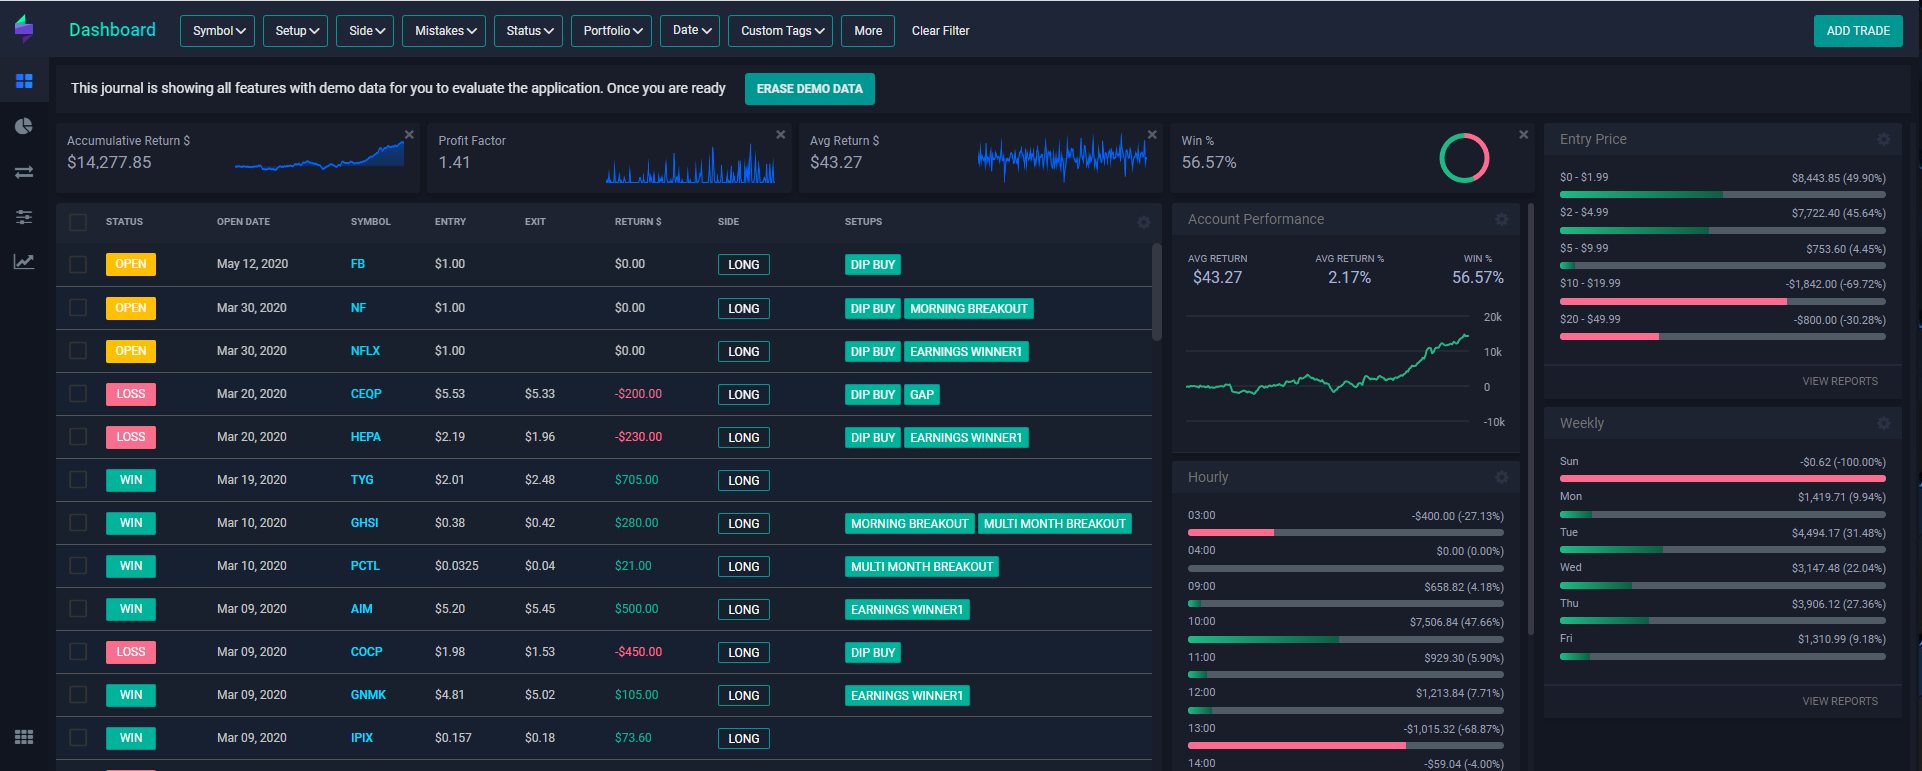 Dashboard
Symbol Setup Side Mistakes Status Portfolio Date Custom Tags More Clear Filter
ADD TRADE
This journal is showing all features with demo data for you to evaluate the application. Once you are ready
ERASE DEMO DATA
Accumulative Return $
$14,277.85
Profit Factor
1.41
Avg Return $
$43.27
Win %
56.57%
STATUS OPEN DATE SYMBOL ENTRY EXIT RETURN $ SIDE SETUPS
OPEN May 12, 2020 FB $1.00 $0.00 LONG DIP BUY
OPEN Mar 30, 2020 NF $1.00 $0.00 LONG DIP BUY MORNING BREAKOUT
OPEN Mar 30, 2020 NFLX $1.00 $0.00 LONG DIP BUY EARNINGS WINNER1
LOSS Mar 20, 2020 CEQP $5.53 $5.33 -$200.00 LONG DIP BUY GAP
LOSS Mar 20, 2020 HEPA $2.19 $1.96 -$230.00 LONG DIP BUY EARNINGS WINNER1
WIN Mar 19, 2020 TYG $2.01 $2.48 $705.00 LONG
WIN Mar 10, 2020 GHSI $0.38 $0.42 $280.00 LONG MORNING BREAKOUT MULTI MONTH BREAKOUT
WIN Mar 10, 2020 PCTL $0.0325 $0.04 $21.00 LONG MULTI MONTH BREAKOUT
WIN Mar 09, 2020 AIM $5.20 $5.45 $500.00 LONG EARNINGS WINNER1
LOSS Mar 09, 2020 COCP $1.98 $1.53 -$450.00 LONG DIP BUY
WIN Mar 09, 2020 GNMK $4.81 $5.02 $105.00 LONG EARNINGS WINNER1
WIN Mar 09, 2020 IPIX $0.157 $0.18 $73.60 LONG
Account Performance
AVG RETURN AVG RETURN % WIN %
$43.27 2.17% 56.57%
20k
10k
0
-10k
Hourly
03:00 -$400.00 (-27.13%)
04:00 $0.00 (0.00%)
09:00 $658.82 (4.18%)
10:00 $7,506.84 (47.66%)
11:00 $929.30 (5.90%)
12:00 $1,213.84 (7.71%)
13:00 -$1,015.32 (-68.87%)
14:00 -$59.04 (-4.00%)
Entry Price
$0 - $1.99 $8,443.85 (49.90%)
$2 - $4.99 $7,722.40 (45.64%)
$5 - $9.99 $753.60 (4.45%)
$10 - $19.99 -$1,842.00 (-69.72%)
$20 - $49.99 -$800.00 (-30.28%)
VIEW REPORTS
Weekly
Sun -$0.62 (-100.00%)
Mon $1,419.71 (9.94%)
Tue $4,494.17 (31.48%)
Wed $3,147.48 (22.04%)
Thu $3,906.12 (27.36%)
Fri $1,310.99 (9.18%)
VIEW REPORTS